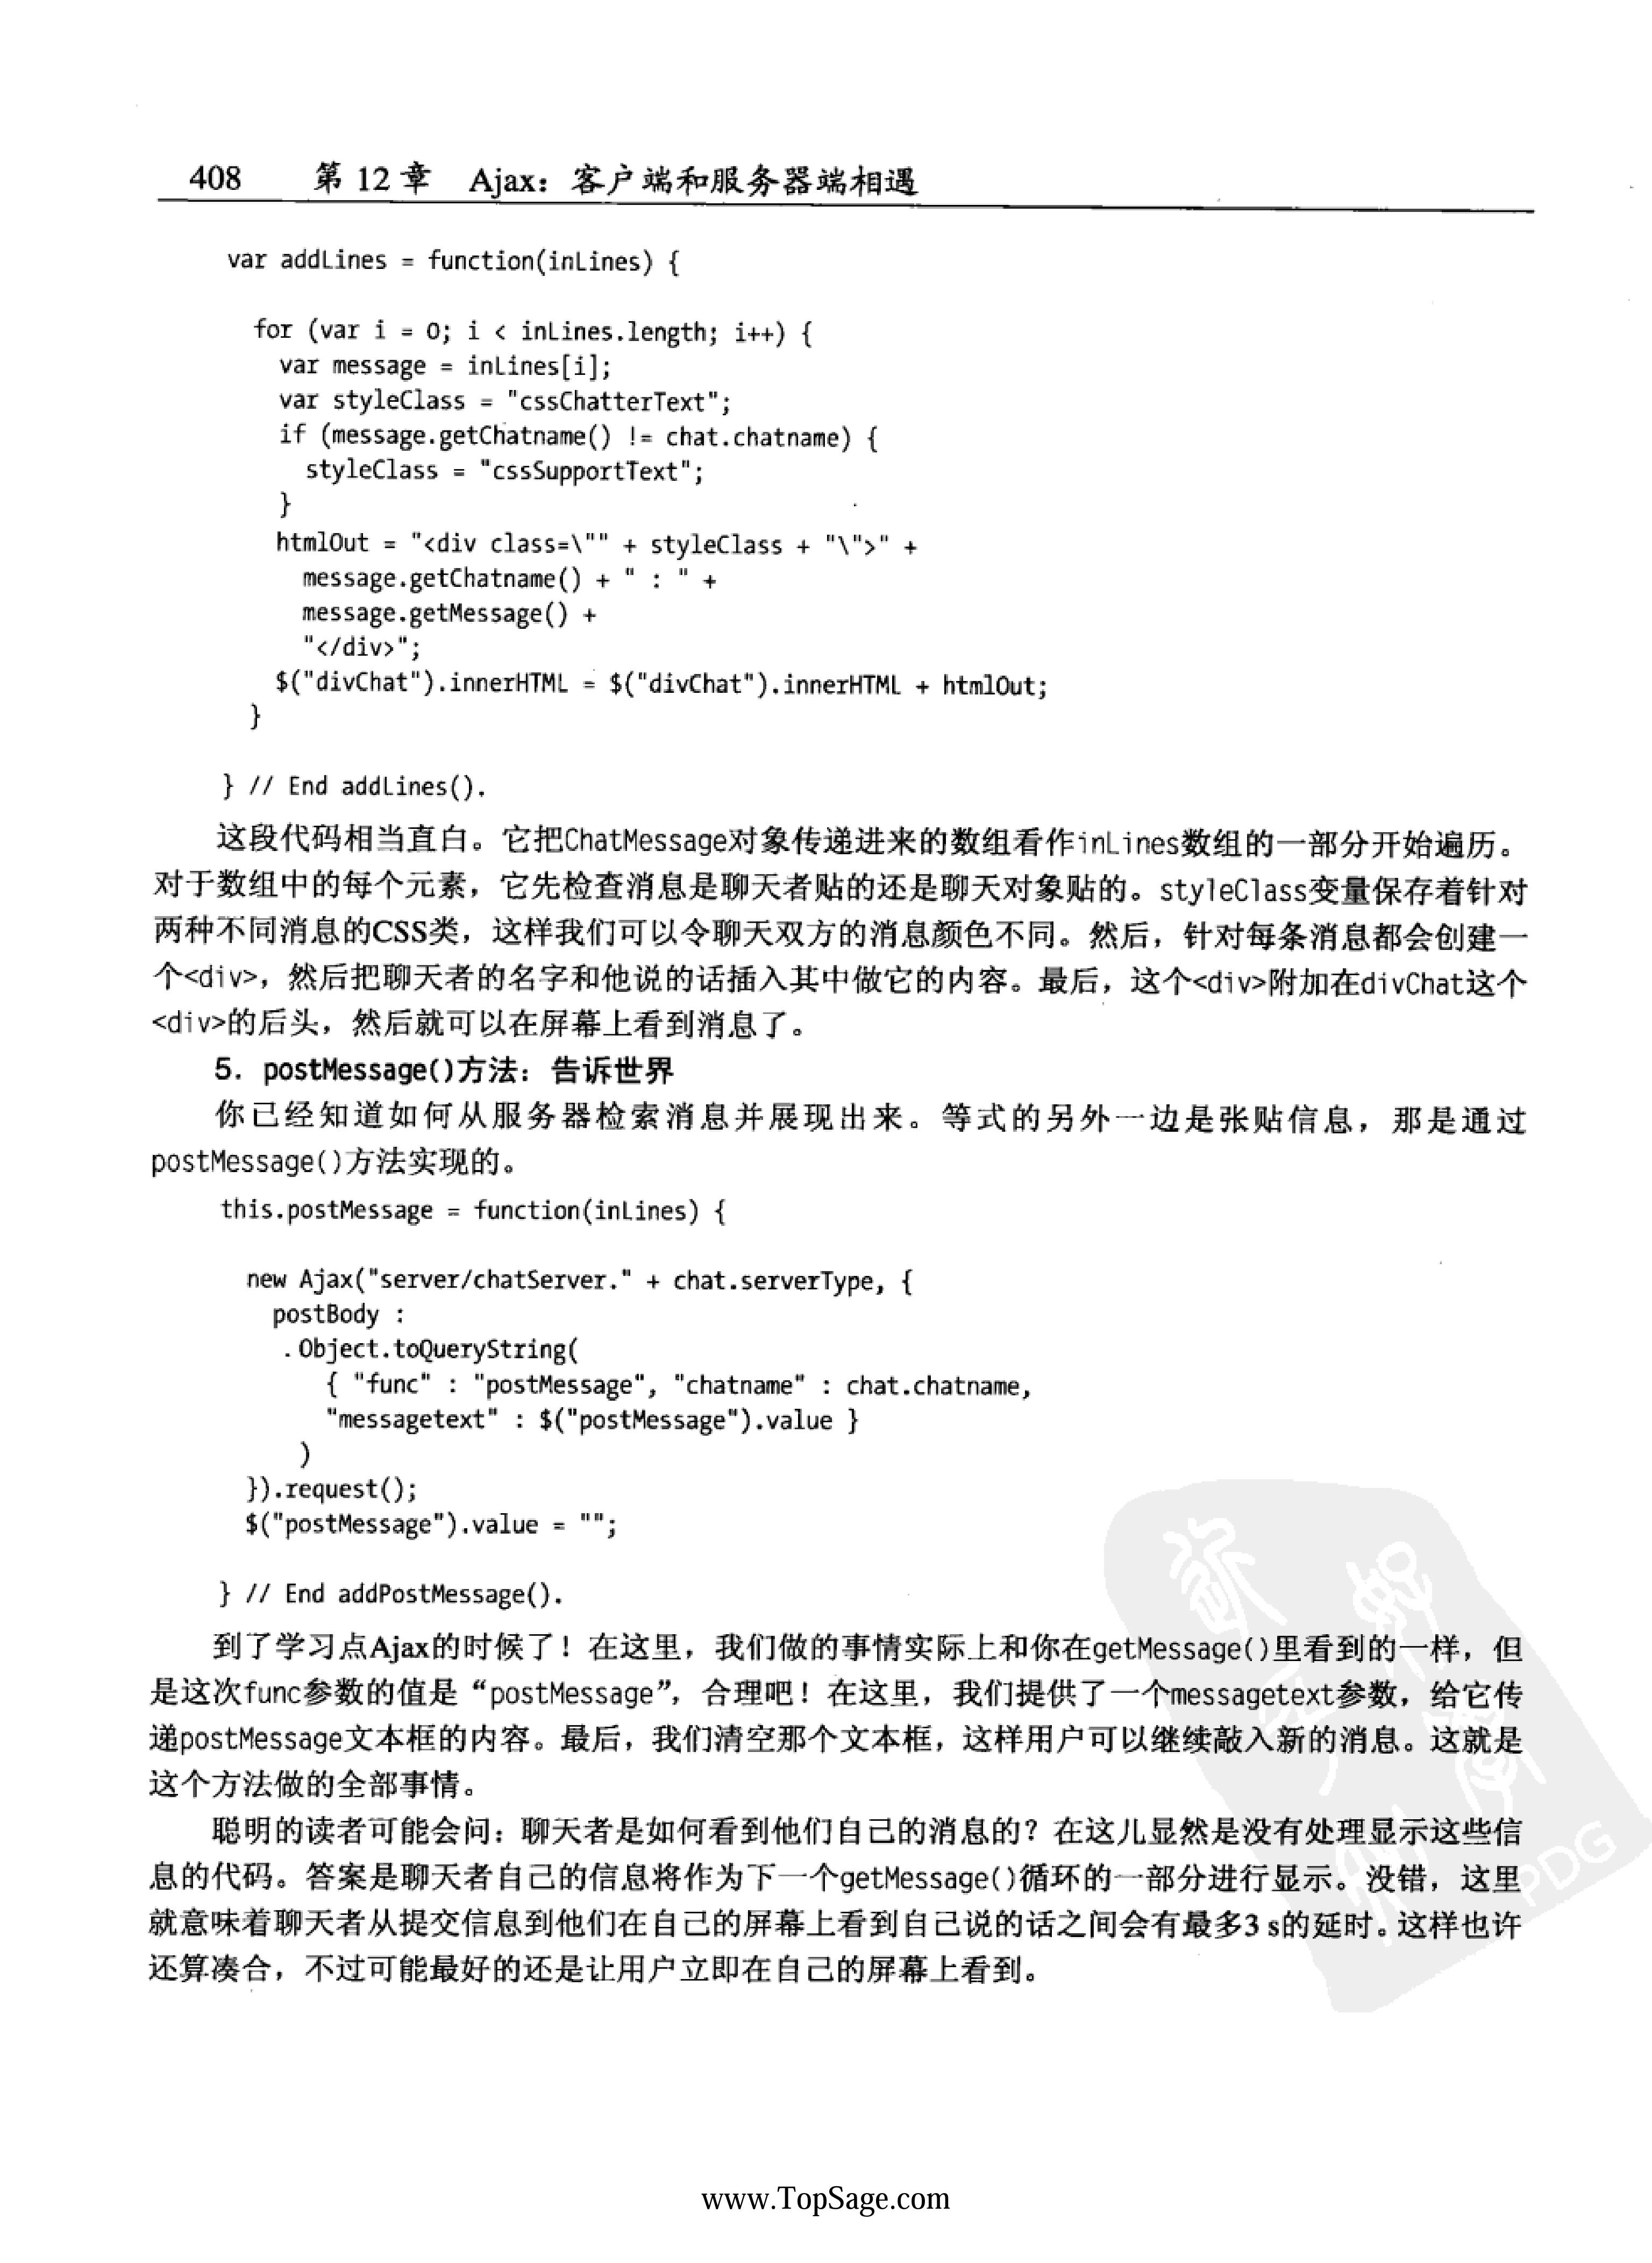 408 第 12 章 Ajax：客户端和服务器端相遇
var addLines = function(inLines) {
for (var i = 0; i < inLines.length; i++) {
var message = inLines[i];
var styleClass = "cssChatterText";
if (message.getChatname() != chat.chatname) {
styleClass = "cssSupportText";
}
htmlOut = "<div class=\"" + styleClass + "\">" +
message.getChatname() + " : " +
message.getMessage() +
"</div>";
$("divChat").innerHTML = $("divChat").innerHTML + htmlOut;
}
} // End addLines().
这段代码相当直白。它把ChatMessage对象传递进来的数组看作inLines数组的一部分开始遍历。
对于数组中的每个元素，它先检查消息是聊天者贴的还是聊天对象贴的。styleClass变量保存着针对
两种不同消息的CSS类，这样我们可以令聊天双方的消息颜色不同。然后，针对每条消息都会创建一
个<div>，然后把聊天者的名字和他说的话插入其中做它的内容。最后，这个<div>附加在divChat这个
<div>的后头，然后就可以在屏幕上看到消息了。
5. postMessage()方法：告诉世界
你已经知道如何从服务器检索消息并展现出来。等式的另外一边是张贴信息，那是通过
postMessage()方法实现的。
this.postMessage = function(inLines) {
new Ajax("server/chatServer." + chat.serverType, {
postBody :
.Object.toQueryString(
{ "func" : "postMessage", "chatname" : chat.chatname,
"messagetext" : $("postMessage").value }
)
}).request();
$("postMessage").value = "";
} // End addPostMessage().
到了学习点Ajax的时候了！在这里，我们做的事情实际上和你在getMessage()里看到的一样，但
是这次func参数的值是“postMessage”，合理吧！在这里，我们提供了一个messagetext参数，给它传
递postMessage文本框的内容。最后，我们清空那个文本框，这样用户可以继续敲入新的消息。这就是
这个方法做的全部事情。
聪明的读者可能会问：聊天者是如何看到他们自己的消息的？在这儿显然是没有处理显示这些信
息的代码。答案是聊天者自己的信息将作为下一个getMessage()循环的一部分进行显示。没错，这里
就意味着聊天者从提交信息到他们在自己的屏幕上看到自己说的话之间会有最多3 s的延时。这样也许
还算凑合，不过可能最好的还是让用户立即在自己的屏幕上看到。
PDG
www.TopSage.com